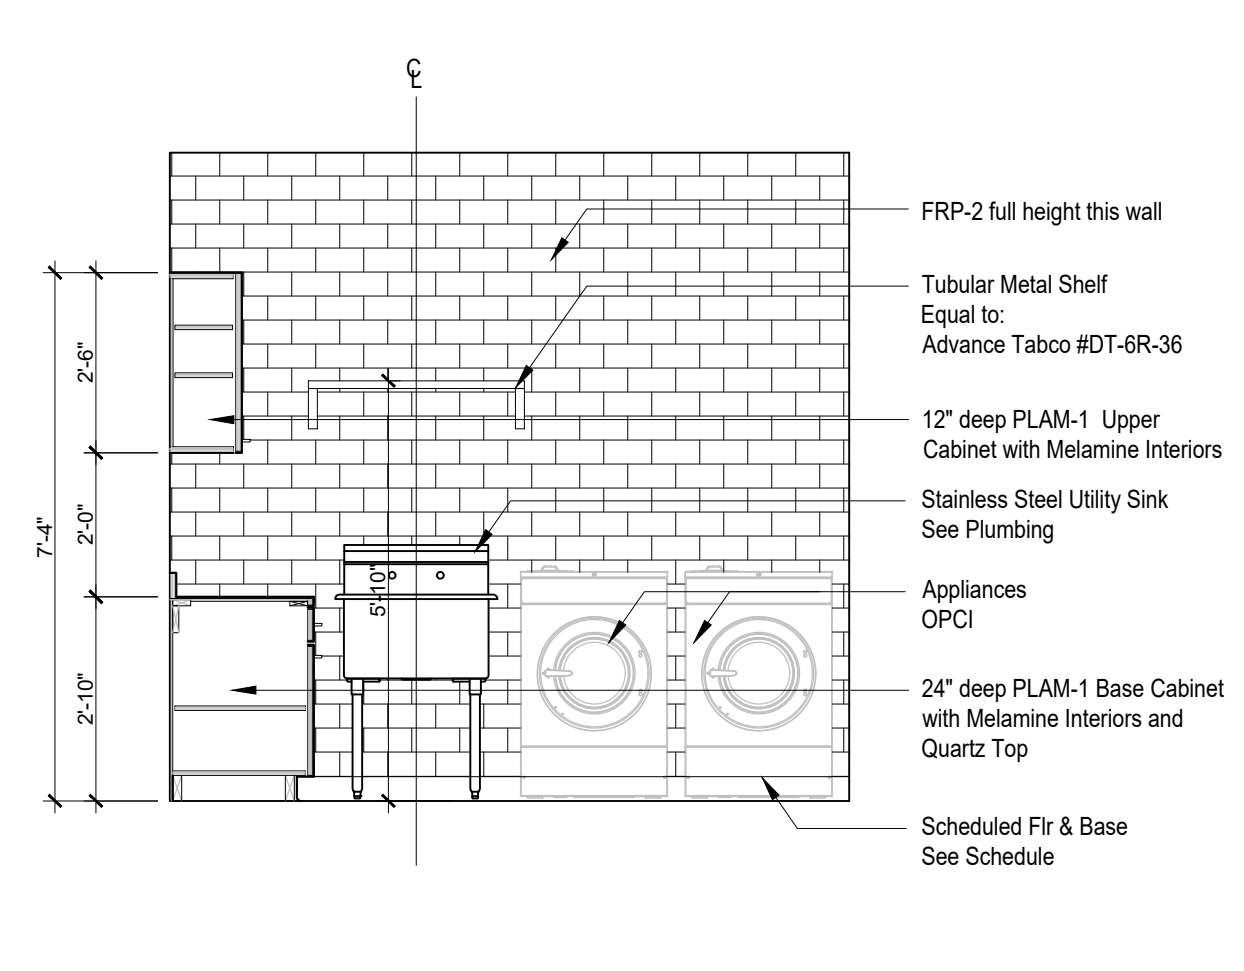 ℄
FRP-2 full height this wall
Tubular Metal Shelf
Equal to:
Advance Tabco #DT-6R-36
12" deep PLAM-1 Upper
Cabinet with Melamine Interiors
Stainless Steel Utility Sink
See Plumbing
Appliances
OPCI
24" deep PLAM-1 Base Cabinet
with Melamine Interiors and
Quartz Top
Scheduled Flr & Base
See Schedule
7'-4"
2'-6"
2'-0"
2'-10"
5'-10"